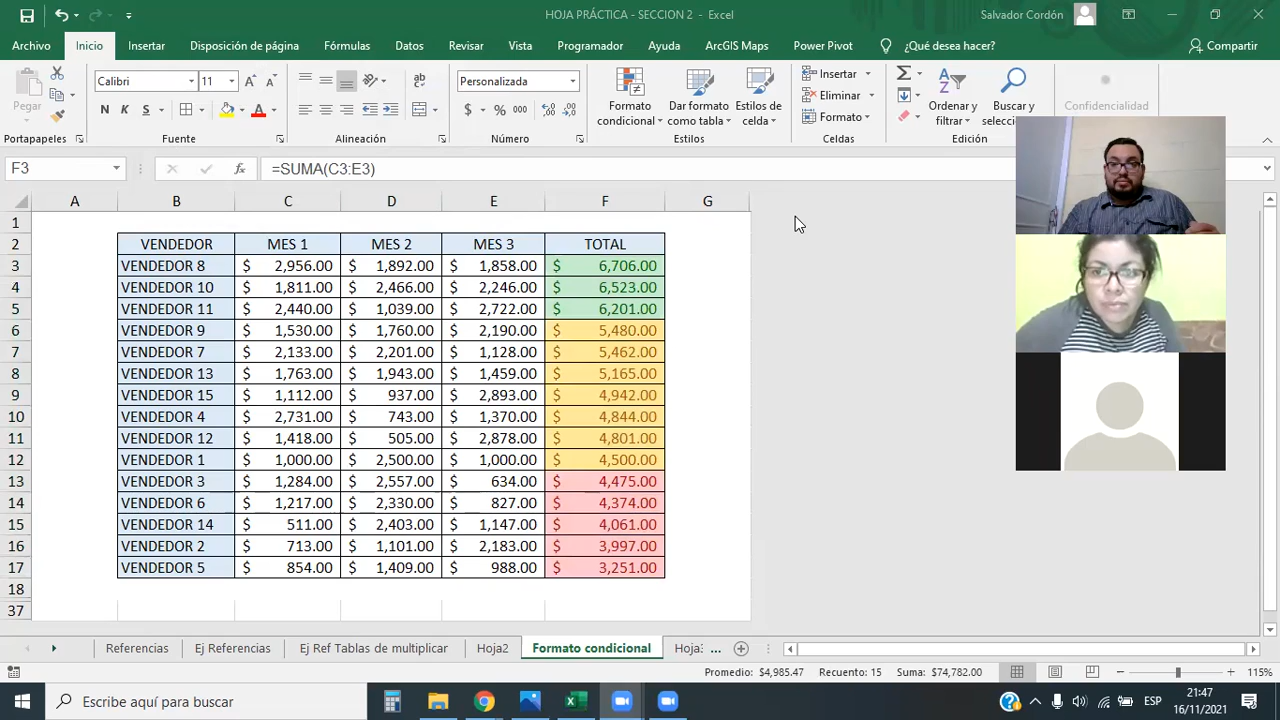 HOJA PRÁCTICA - SECCION 2 - Excel
Salvador Cordón
Archivo Inicio Insertar Disposición de página Fórmulas Datos Revisar Vista Programador Ayuda ArcGIS Maps Power Pivot ¿Qué desea hacer? Compartir
Pegar
Calibri 11
N K S
Personalizada
$ % 000
Formato condicional
Dar formato como tabla
Estilos de celda
Insertar
Eliminar
Formato
Ordenar y filtrar
Buscar y
Confidencialidad
Portapapeles Fuente Alineación Número Estilos Celdas Edición
F3 fx =SUMA(C3:E3)
A B C D E F G
1
2 VENDEDOR MES 1 MES 2 MES 3 TOTAL
3 VENDEDOR 8 $ 2,956.00 $ 1,892.00 $ 1,858.00 $ 6,706.00
4 VENDEDOR 10 $ 1,811.00 $ 2,466.00 $ 2,246.00 $ 6,523.00
5 VENDEDOR 11 $ 2,440.00 $ 1,039.00 $ 2,722.00 $ 6,201.00
6 VENDEDOR 9 $ 1,530.00 $ 1,760.00 $ 2,190.00 $ 5,480.00
7 VENDEDOR 7 $ 2,133.00 $ 2,201.00 $ 1,128.00 $ 5,462.00
8 VENDEDOR 13 $ 1,763.00 $ 1,943.00 $ 1,459.00 $ 5,165.00
9 VENDEDOR 15 $ 1,112.00 $ 937.00 $ 2,893.00 $ 4,942.00
10 VENDEDOR 4 $ 2,731.00 $ 743.00 $ 1,370.00 $ 4,844.00
11 VENDEDOR 12 $ 1,418.00 $ 505.00 $ 2,878.00 $ 4,801.00
12 VENDEDOR 1 $ 1,000.00 $ 2,500.00 $ 1,000.00 $ 4,500.00
13 VENDEDOR 3 $ 1,284.00 $ 2,557.00 $ 634.00 $ 4,475.00
14 VENDEDOR 6 $ 1,217.00 $ 2,330.00 $ 827.00 $ 4,374.00
15 VENDEDOR 14 $ 511.00 $ 2,403.00 $ 1,147.00 $ 4,061.00
16 VENDEDOR 2 $ 713.00 $ 1,101.00 $ 2,183.00 $ 3,997.00
17 VENDEDOR 5 $ 854.00 $ 1,409.00 $ 988.00 $ 3,251.00
18
37
Referencias Ej Referencias Ej Ref Tablas de multiplicar Hoja2 Formato condicional Hoja3 ...
Promedio: $4,985.47 Recuento: 15 Suma: $74,782.00 115%
Escribe aquí para buscar
ESP
21:47
16/11/2021